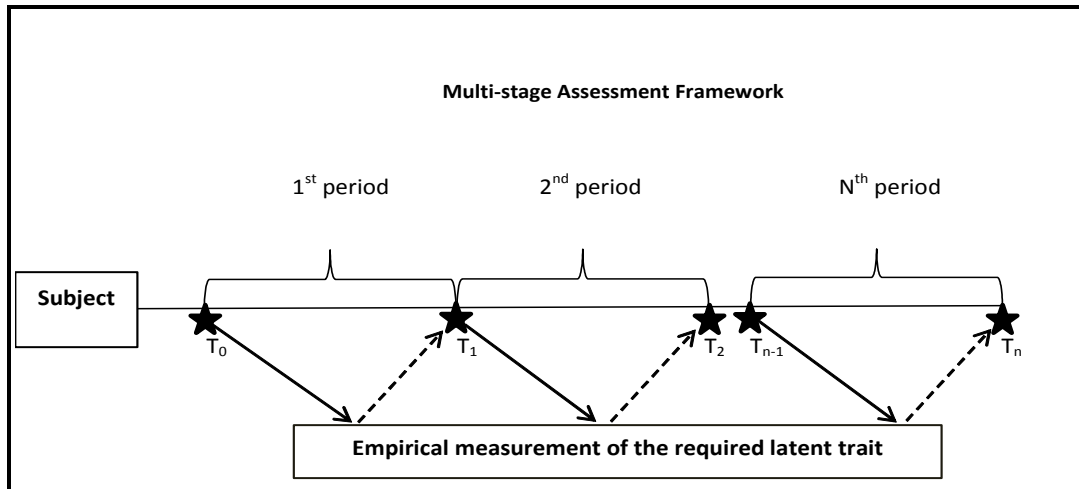 Multi-stage Assessment Framework
1st period 2nd period Nth period
Subject
T0 T1 T2 Tn-1 Tn
Empirical measurement of the required latent trait